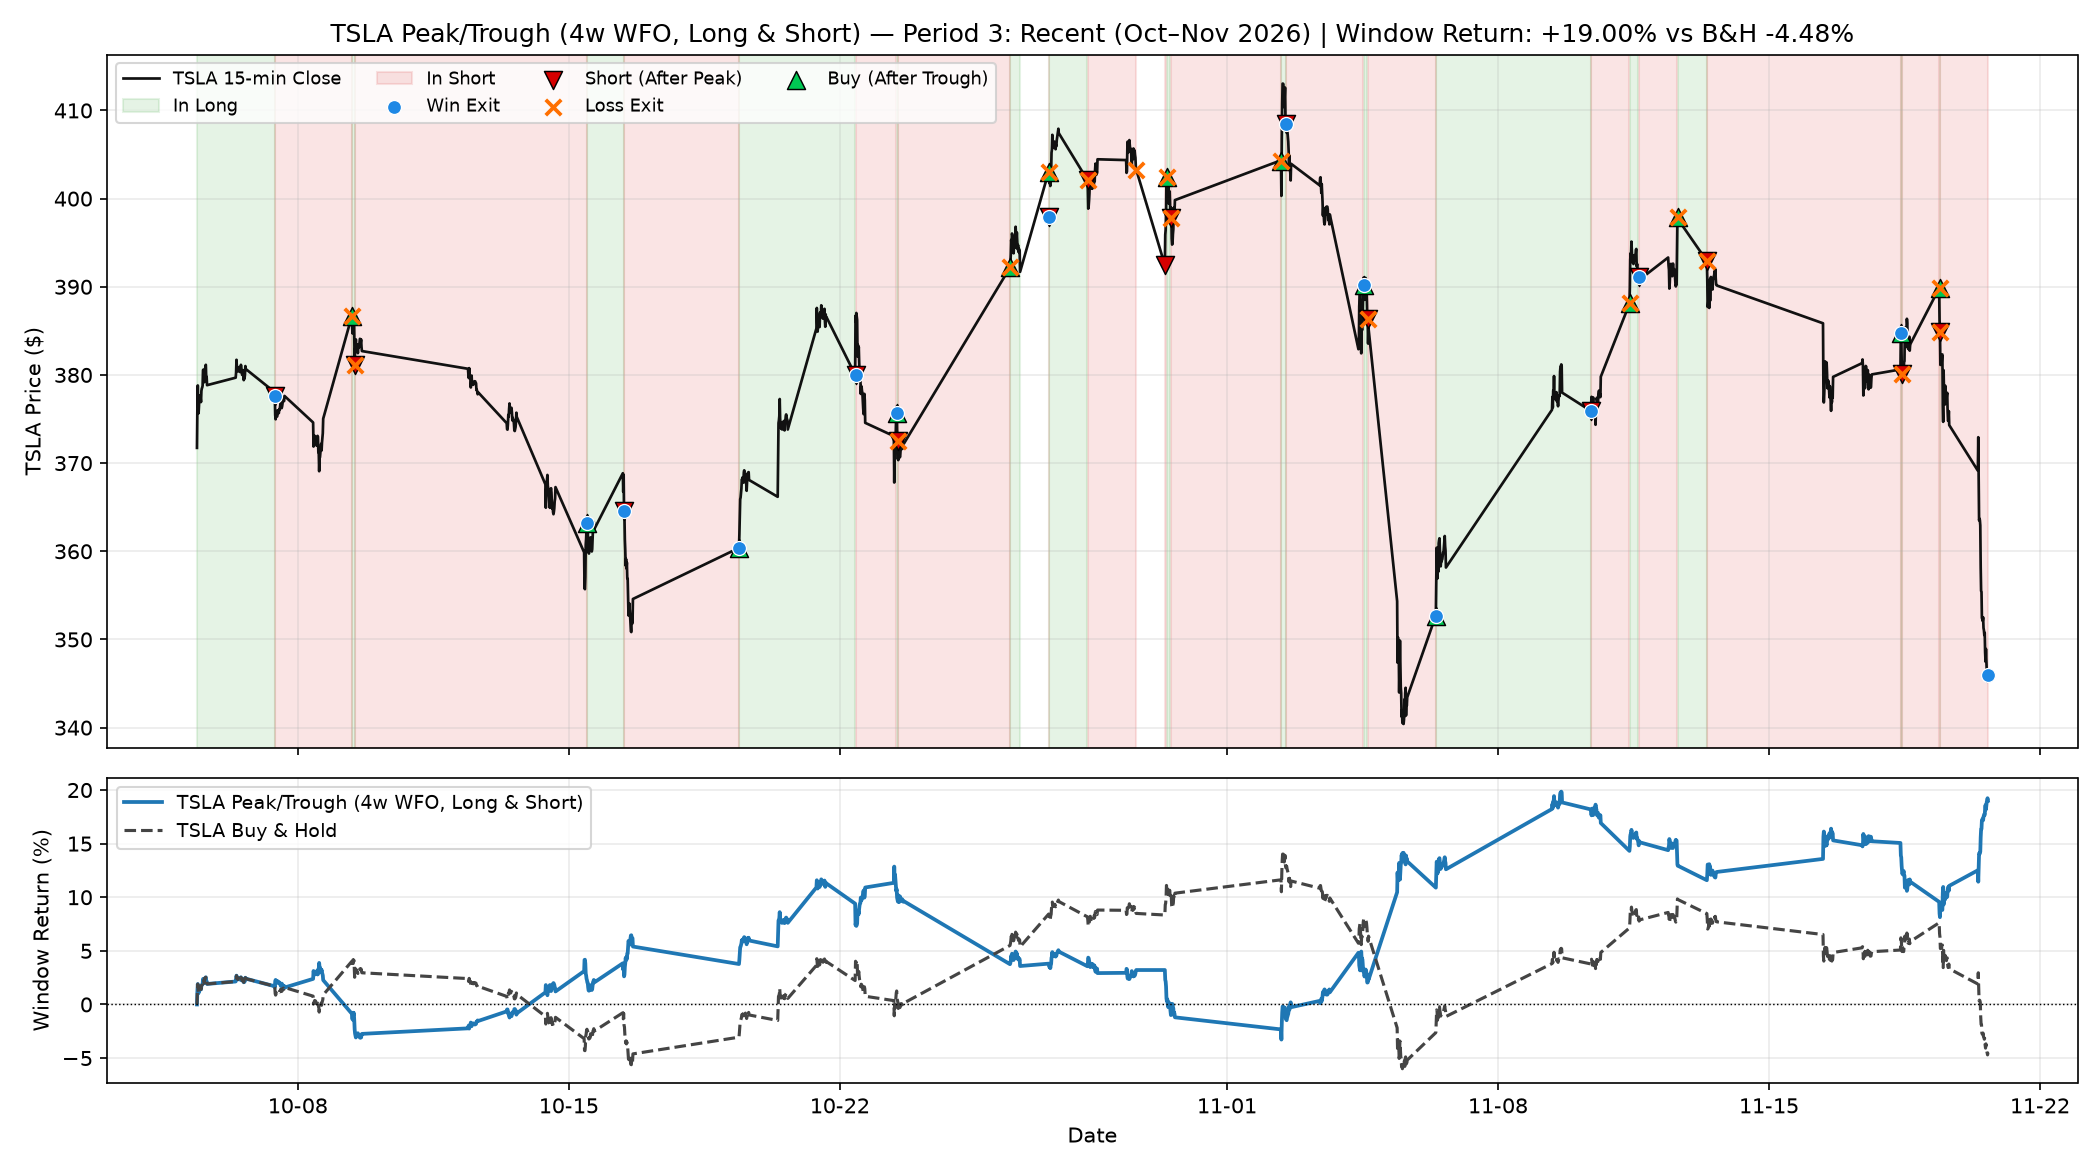 TSLA Peak/Trough (4w WFO, Long & Short) — Period 3: Recent (Oct–Nov 2026) | Window Return: +19.00% vs B&H -4.48%
TSLA 15-min Close
In Long
In Short
Win Exit
Short (After Peak)
Loss Exit
Buy (After Trough)
TSLA Price ($)
410
400
390
380
370
360
350
340
TSLA Peak/Trough (4w WFO, Long & Short)
TSLA Buy & Hold
Window Return (%)
20
15
10
5
0
−5
10-08
10-15
10-22
11-01
11-08
11-15
11-22
Date